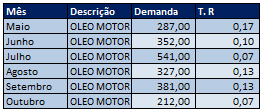 Mês Descrição Demanda T. R
Maio OLEO MOTOR 287,00 0,17
Junho OLEO MOTOR 352,00 0,10
Julho OLEO MOTOR 541,00 0,07
Agosto OLEO MOTOR 327,00 0,13
Setembro OLEO MOTOR 381,00 0,13
Outubro OLEO MOTOR 212,00 0,07